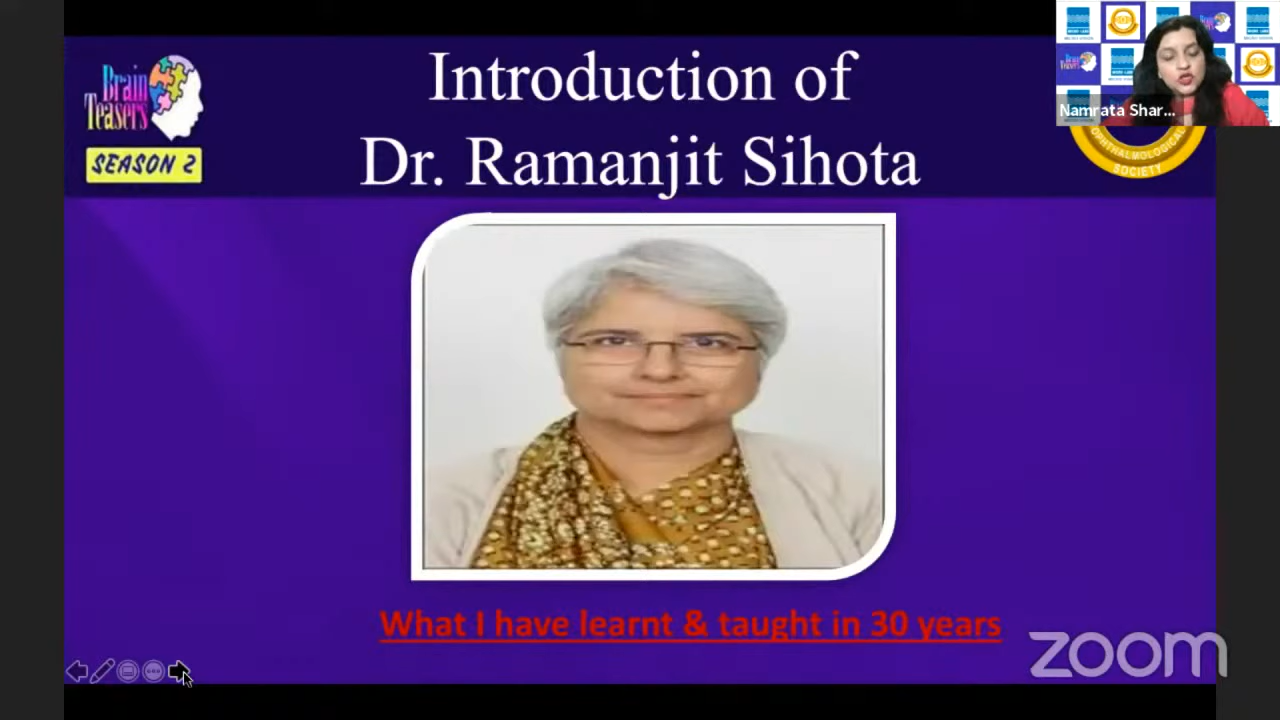 Introduction of
Dr. Ramanjit Sihota
Brain
Teasers
SEASON 2
Namrata Shar...
OPHTHALMOLOGICAL
SOCIETY
What I have learnt & taught in 30 years
zoom